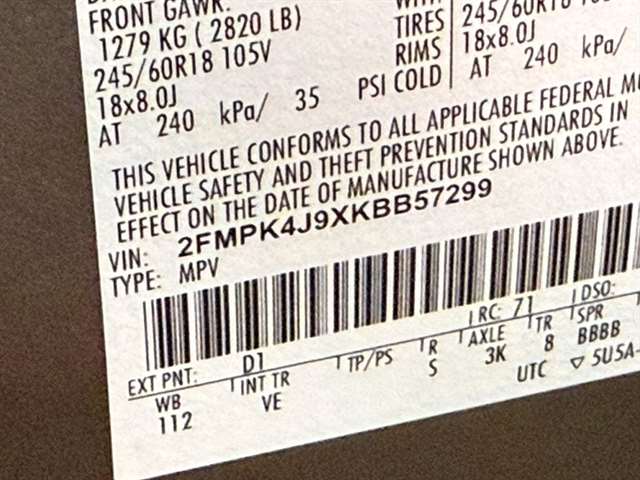 FRONT GAWR:
1279 KG ( 2820 LB)
245/60R18 105V
18x8.0J
AT 240 kPa/ 35 PSI COLD
TIRES
RIMS
18x8.0J
AT 240 kPa/
THIS VEHICLE CONFORMS TO ALL APPLICABLE FEDERAL
VEHICLE SAFETY AND THEFT PREVENTION STANDARDS IN
EFFECT ON THE DATE OF MANUFACTURE SHOWN ABOVE.
VIN: 2FMPK4J9XKBB57299
TYPE: MPV
EXT PNT: D1 RC: 71 DSO:
WB INT TR TP/PS R AXLE TR SPR
112 VE S 3K 8 BBBB
UTC ▽ 5U5A-